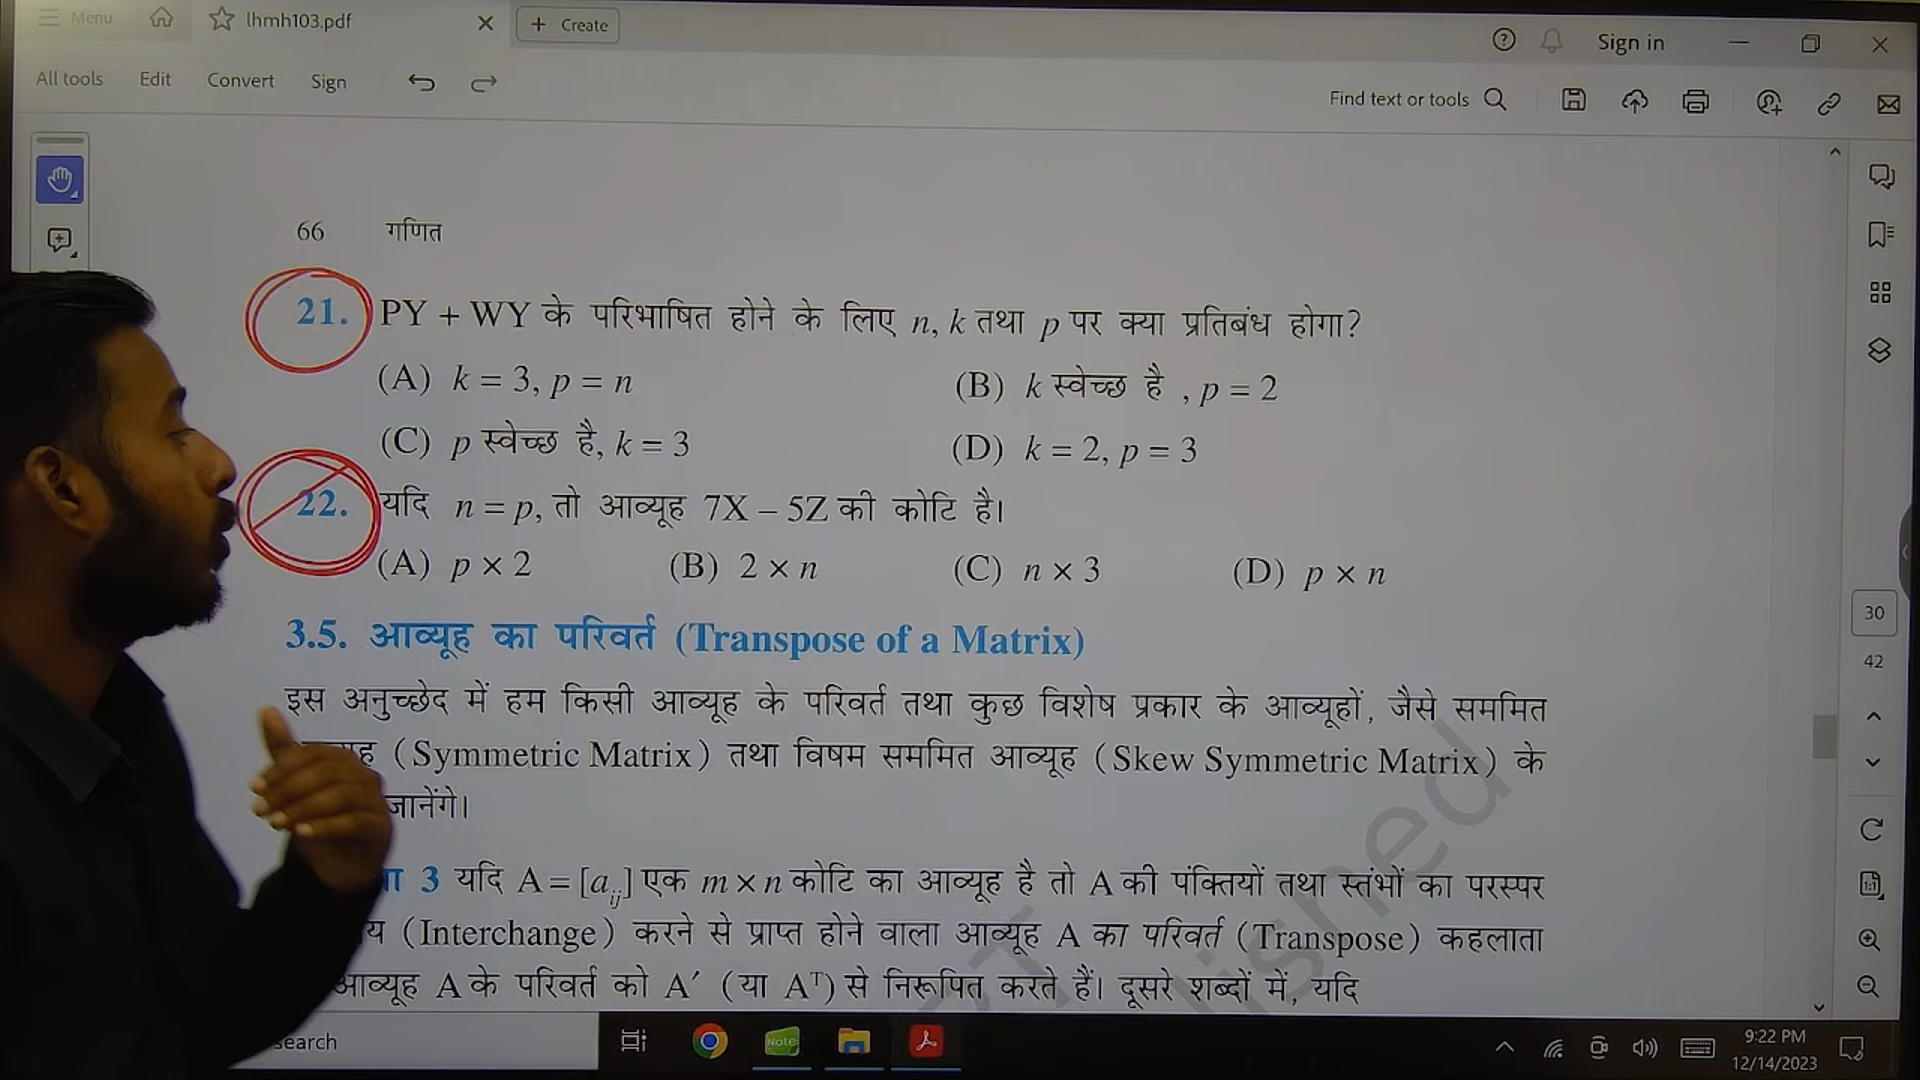 Menu
lhmh103.pdf
Create
Sign in
All tools
Edit
Convert
Sign
Find text or tools
66 गणित
21. PY + WY के परिभाषित होने के लिए n, k तथा p पर क्या प्रतिबंध होगा?
(A) k = 3, p = n (B) k स्वेच्छ है , p = 2
(C) p स्वेच्छ है, k = 3 (D) k = 2, p = 3
22. यदि n = p, तो आव्यूह 7X – 5Z की कोटि है।
(A) p × 2 (B) 2 × n (C) n × 3 (D) p × n
3.5. आव्यूह का परिवर्त (Transpose of a Matrix)
इस अनुच्छेद में हम किसी आव्यूह के परिवर्त तथा कुछ विशेष प्रकार के आव्यूहों, जैसे सममित
(Symmetric Matrix) तथा विषम सममित आव्यूह (Skew Symmetric Matrix) के
जानेंगे।
3 यदि A = [aij] एक m × n कोटि का आव्यूह है तो A की पंक्तियों तथा स्तंभों का परस्पर
(Interchange) करने से प्राप्त होने वाला आव्यूह A का परिवर्त (Transpose) कहलाता
आव्यूह A के परिवर्त को A′ (या Aᵀ) से निरूपित करते हैं। दूसरे शब्दों में, यदि
30
42
search
Note
9:22 PM
12/14/2023